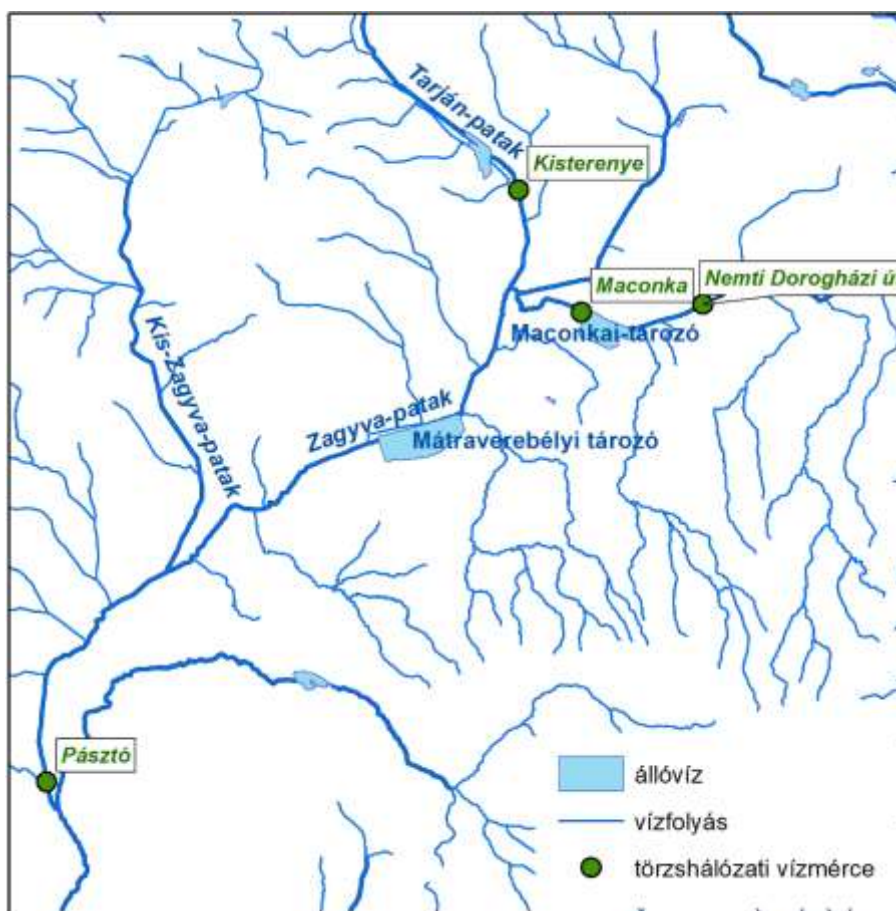 Tarján-patak
Kisterenye
Maconka
Nemti Dorogházi
Maconkai-tározó
Kis-Zagyva-patak
Zagyva-patak
Mátraverebélyi tározó
Pásztó
állóvíz
vízfolyás
törzshálózati vízmérce